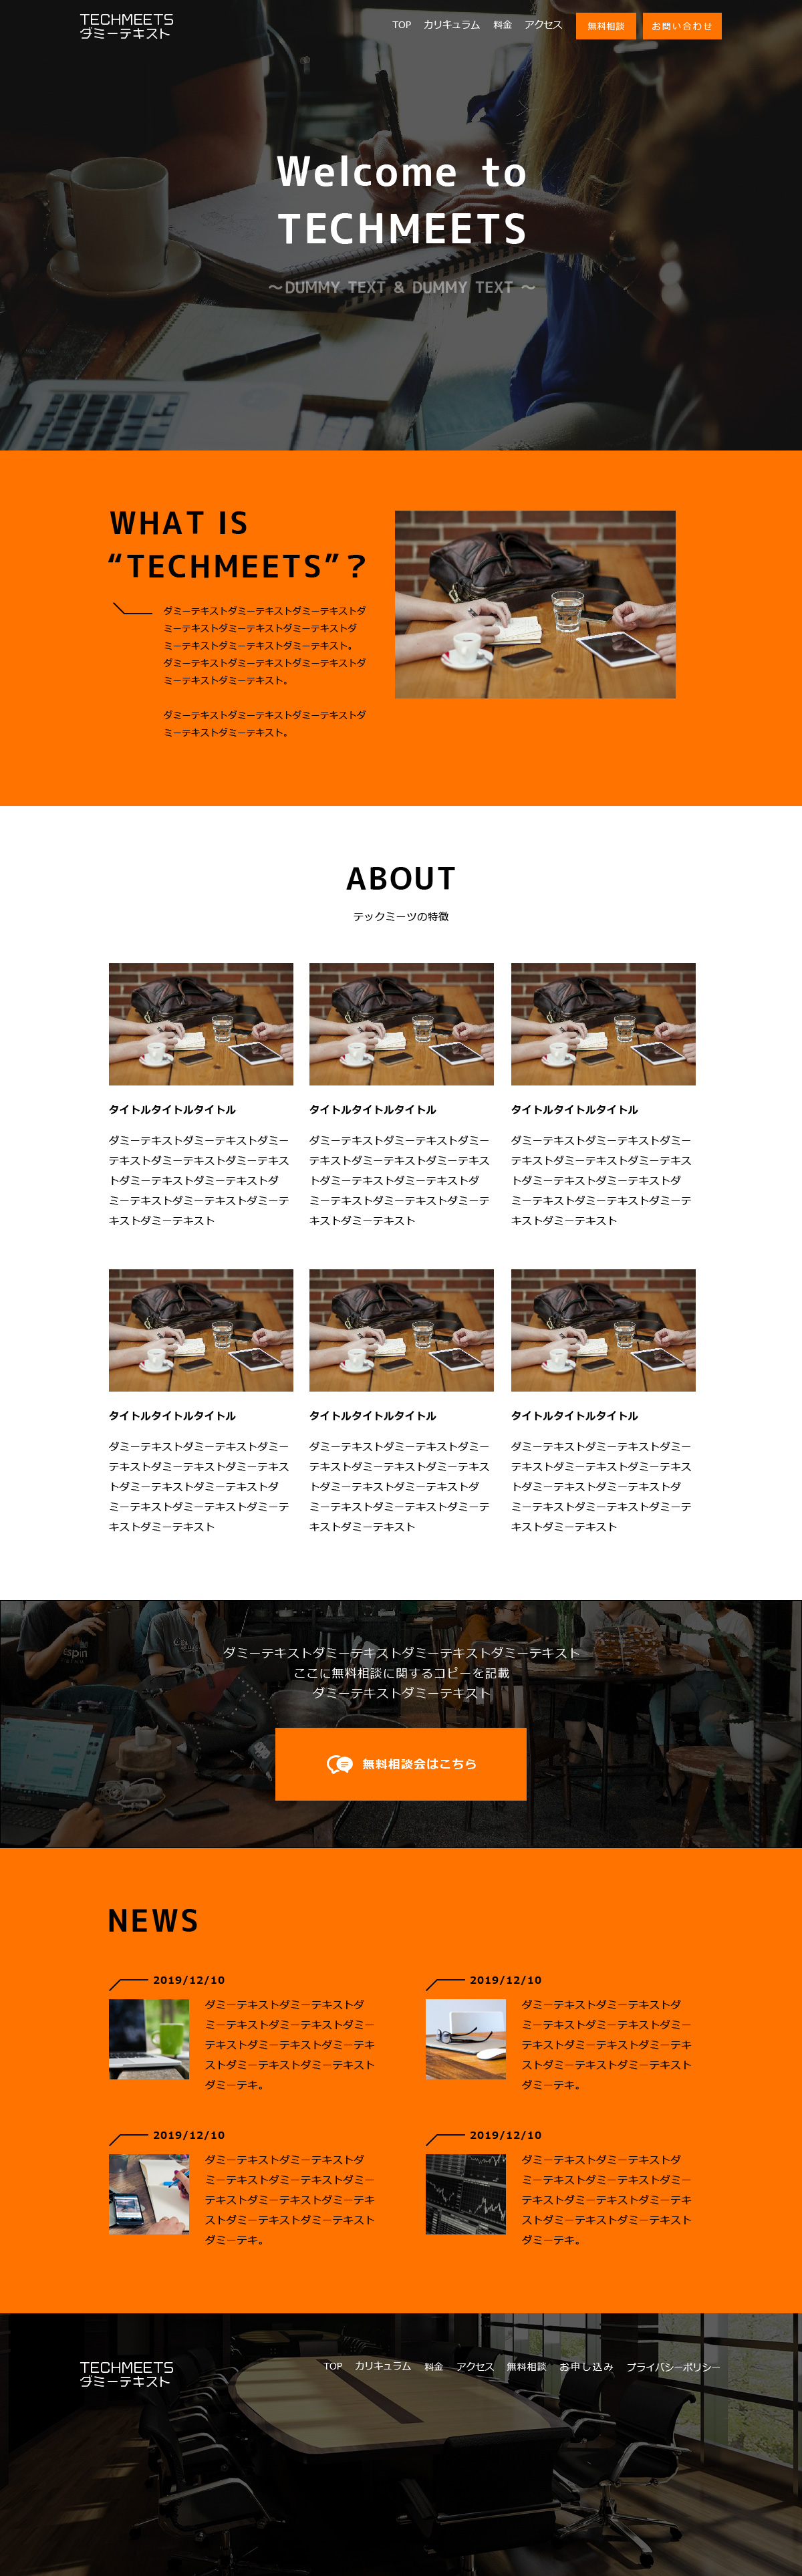 TECHMEETS
ダミーテキスト
TOP カリキュラム 料金 アクセス 無料相談 お問い合わせ
Welcome to
TECHMEETS
〜DUMMY TEXT & DUMMY TEXT 〜
WHAT IS
“TECHMEETS”?
ダミーテキストダミーテキストダミーテキストダ
ミーテキストダミーテキストダミーテキストダ
ミーテキストダミーテキストダミーテキスト。
ダミーテキストダミーテキストダミーテキストダ
ミーテキストダミーテキスト。
ダミーテキストダミーテキストダミーテキストダ
ミーテキストダミーテキスト。
ABOUT
テックミーツの特徴
タイトルタイトルタイトル
ダミーテキストダミーテキストダミー
テキストダミーテキストダミーテキス
トダミーテキストダミーテキストダ
ミーテキストダミーテキストダミーテ
キストダミーテキスト
タイトルタイトルタイトル
ダミーテキストダミーテキストダミー
テキストダミーテキストダミーテキス
トダミーテキストダミーテキストダ
ミーテキストダミーテキストダミーテ
キストダミーテキスト
タイトルタイトルタイトル
ダミーテキストダミーテキストダミー
テキストダミーテキストダミーテキス
トダミーテキストダミーテキストダ
ミーテキストダミーテキストダミーテ
キストダミーテキスト
タイトルタイトルタイトル
ダミーテキストダミーテキストダミー
テキストダミーテキストダミーテキス
トダミーテキストダミーテキストダ
ミーテキストダミーテキストダミーテ
キストダミーテキスト
タイトルタイトルタイトル
ダミーテキストダミーテキストダミー
テキストダミーテキストダミーテキス
トダミーテキストダミーテキストダ
ミーテキストダミーテキストダミーテ
キストダミーテキスト
タイトルタイトルタイトル
ダミーテキストダミーテキストダミー
テキストダミーテキストダミーテキス
トダミーテキストダミーテキストダ
ミーテキストダミーテキストダミーテ
キストダミーテキスト
ダミーテキストダミーテキストダミーテキストダミーテキスト
ここに無料相談に関するコピーを記載
ダミーテキストダミーテキスト
無料相談会はこちら
NEWS
2019/12/10
ダミーテキストダミーテキストダ
ミーテキストダミーテキストダミー
テキストダミーテキストダミーテキ
ストダミーテキストダミーテキスト
ダミーテキ。
2019/12/10
ダミーテキストダミーテキストダ
ミーテキストダミーテキストダミー
テキストダミーテキストダミーテキ
ストダミーテキストダミーテキスト
ダミーテキ。
2019/12/10
ダミーテキストダミーテキストダ
ミーテキストダミーテキストダミー
テキストダミーテキストダミーテキ
ストダミーテキストダミーテキスト
ダミーテキ。
2019/12/10
ダミーテキストダミーテキストダ
ミーテキストダミーテキストダミー
テキストダミーテキストダミーテキ
ストダミーテキストダミーテキスト
ダミーテキ。
TECHMEETS
ダミーテキスト
TOP カリキュラム 料金 アクセス 無料相談 お申し込み プライバシーポリシー